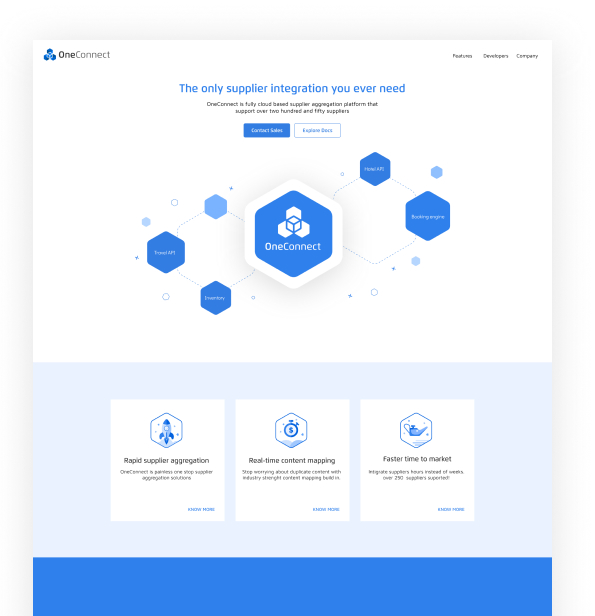 OneConnect
Features Developers Company
The only supplier integration you ever need
OneConnect is fully cloud based supplier aggregation platform that
support over two hundred and fifty suppliers
Contact Sales Explore Docs
Hotel API
Booking engine
OneConnect
Travel API
Inventory
$
Rapid supplier aggregation
OneConnect is painless one stop supplier
aggregation solutions
KNOW MORE
Real-time content mapping
Stop worrying about duplicate content with
industry strenght content mapping build in.
KNOW MORE
Faster time to market
Intigrate suppliers hours instead of weeks.
over 250 suppliers suported!
KNOW MORE